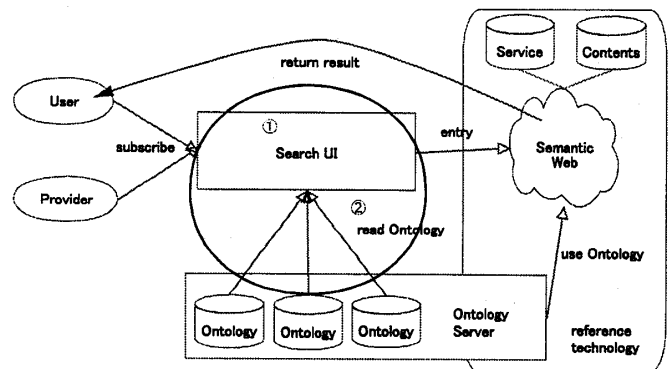 Service
Contents
return result
User
①
entry
subscribe
Search UI
Semantic
Web
Provider
②
read Ontology
use Ontology
Ontology
Ontology
Ontology
Ontology
Server
reference
technology